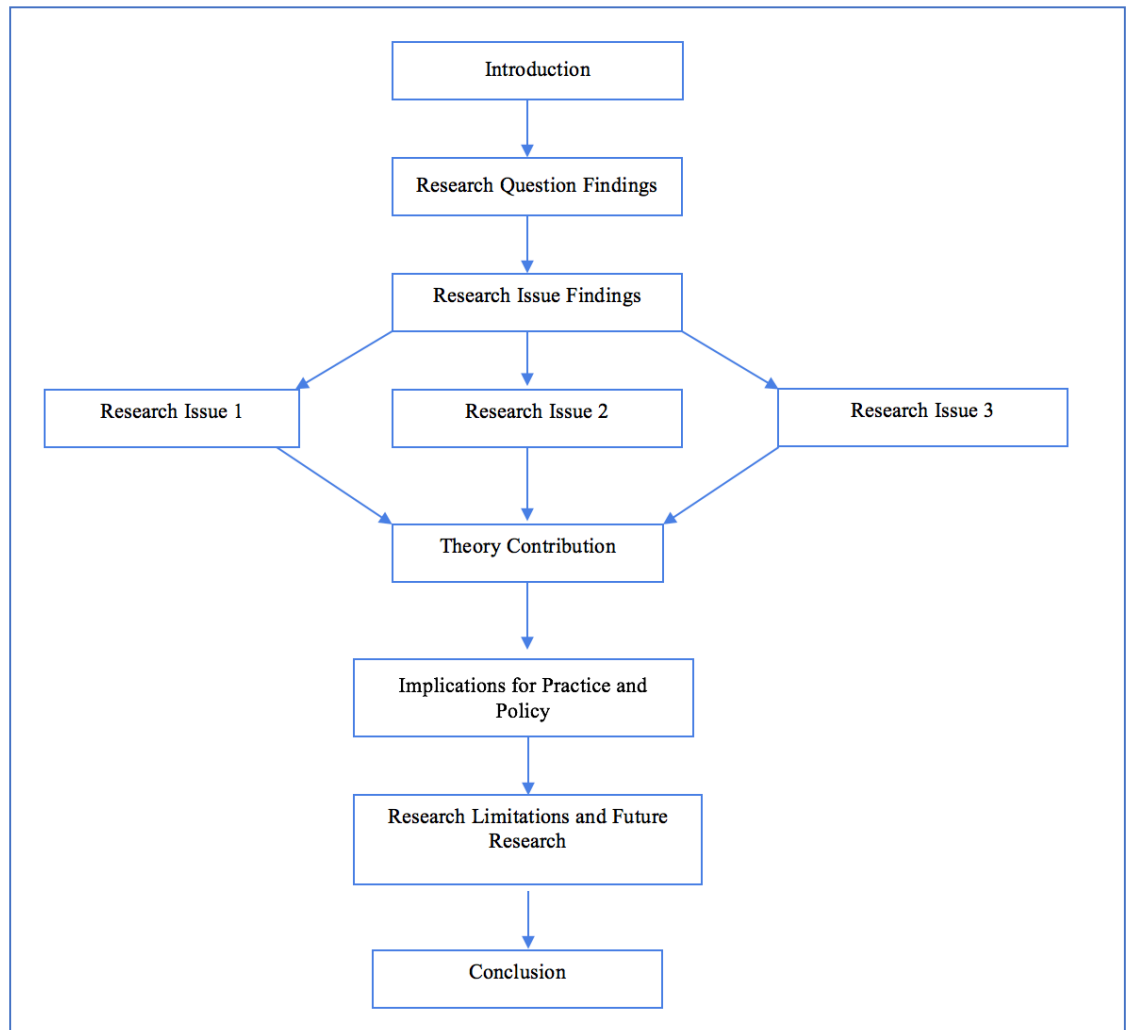 Introduction
Research Question Findings
Research Issue Findings
Research Issue 1
Research Issue 2
Research Issue 3
Theory Contribution
Implications for Practice and
Policy
Research Limitations and Future
Research
Conclusion